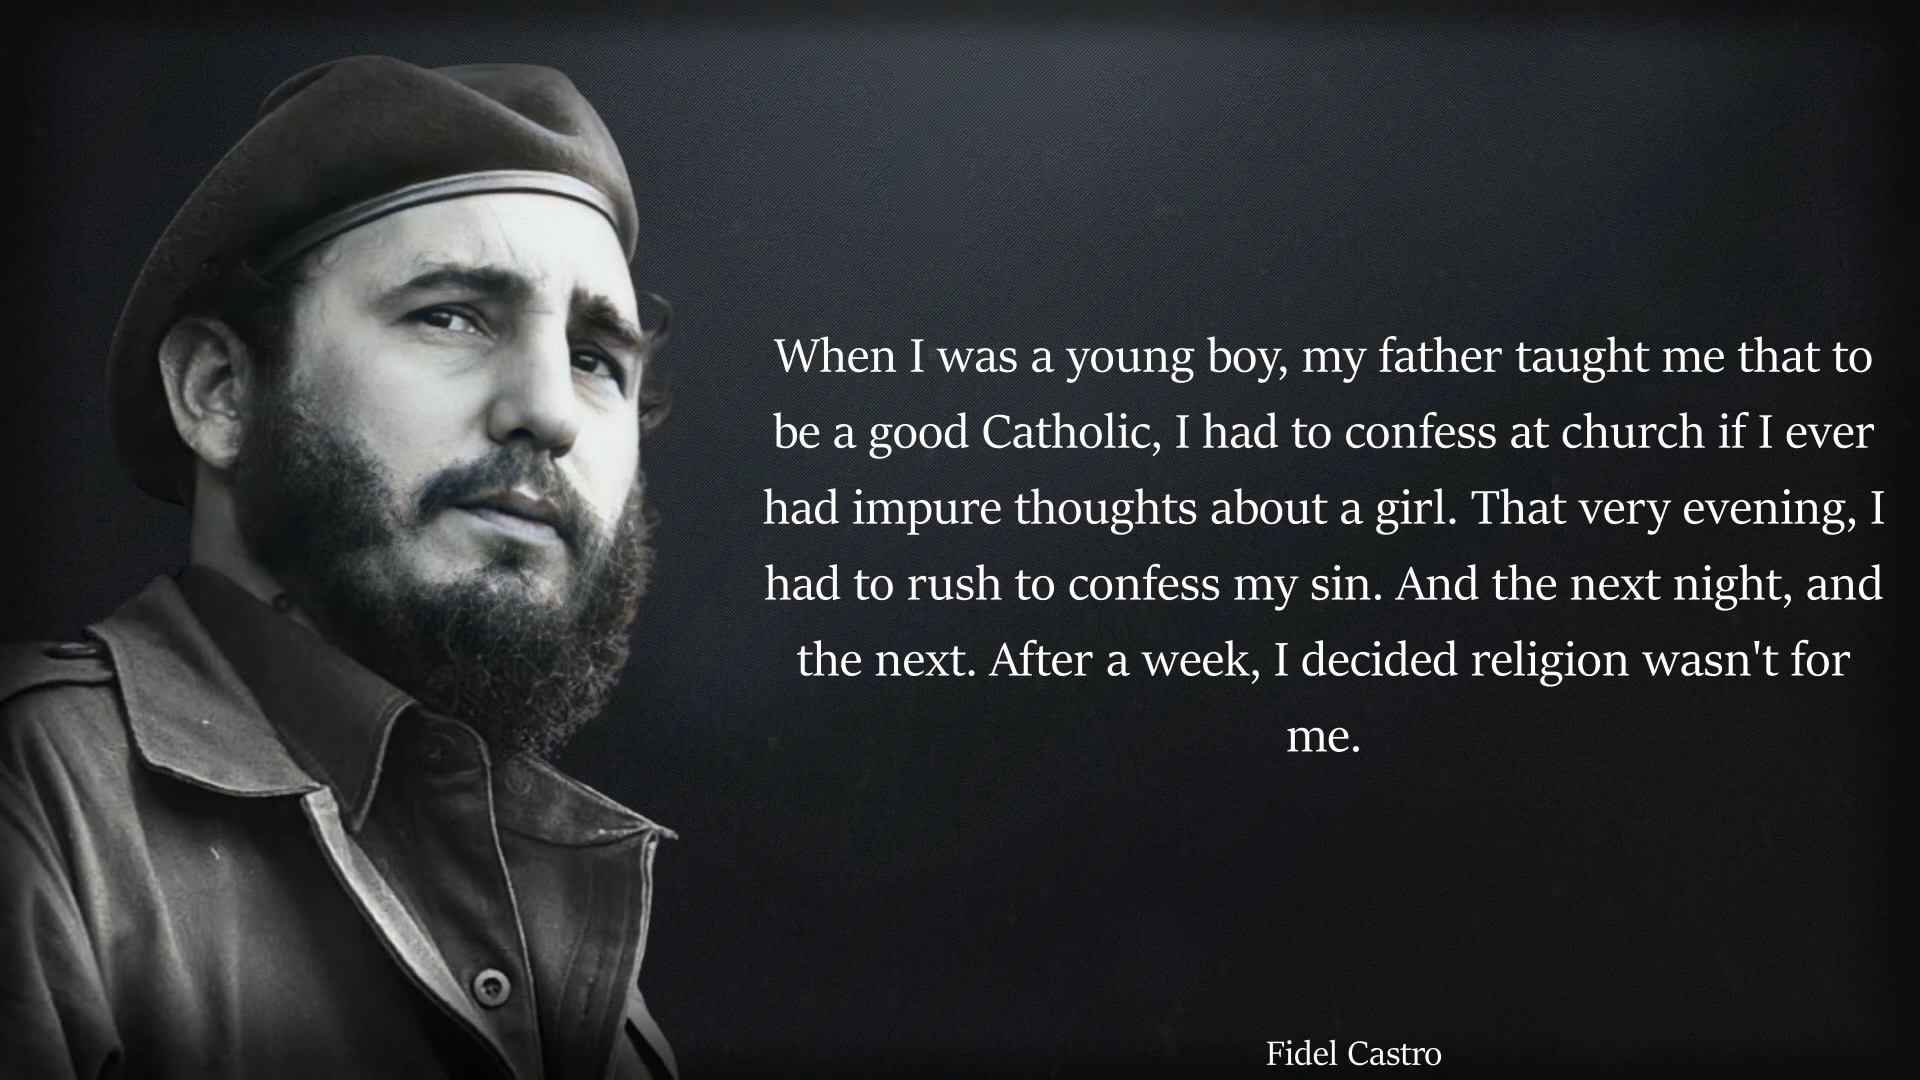 When I was a young boy, my father taught me that to
be a good Catholic, I had to confess at church if I ever
had impure thoughts about a girl. That very evening, I
had to rush to confess my sin. And the next night, and
the next. After a week, I decided religion wasn't for
me.
Fidel Castro